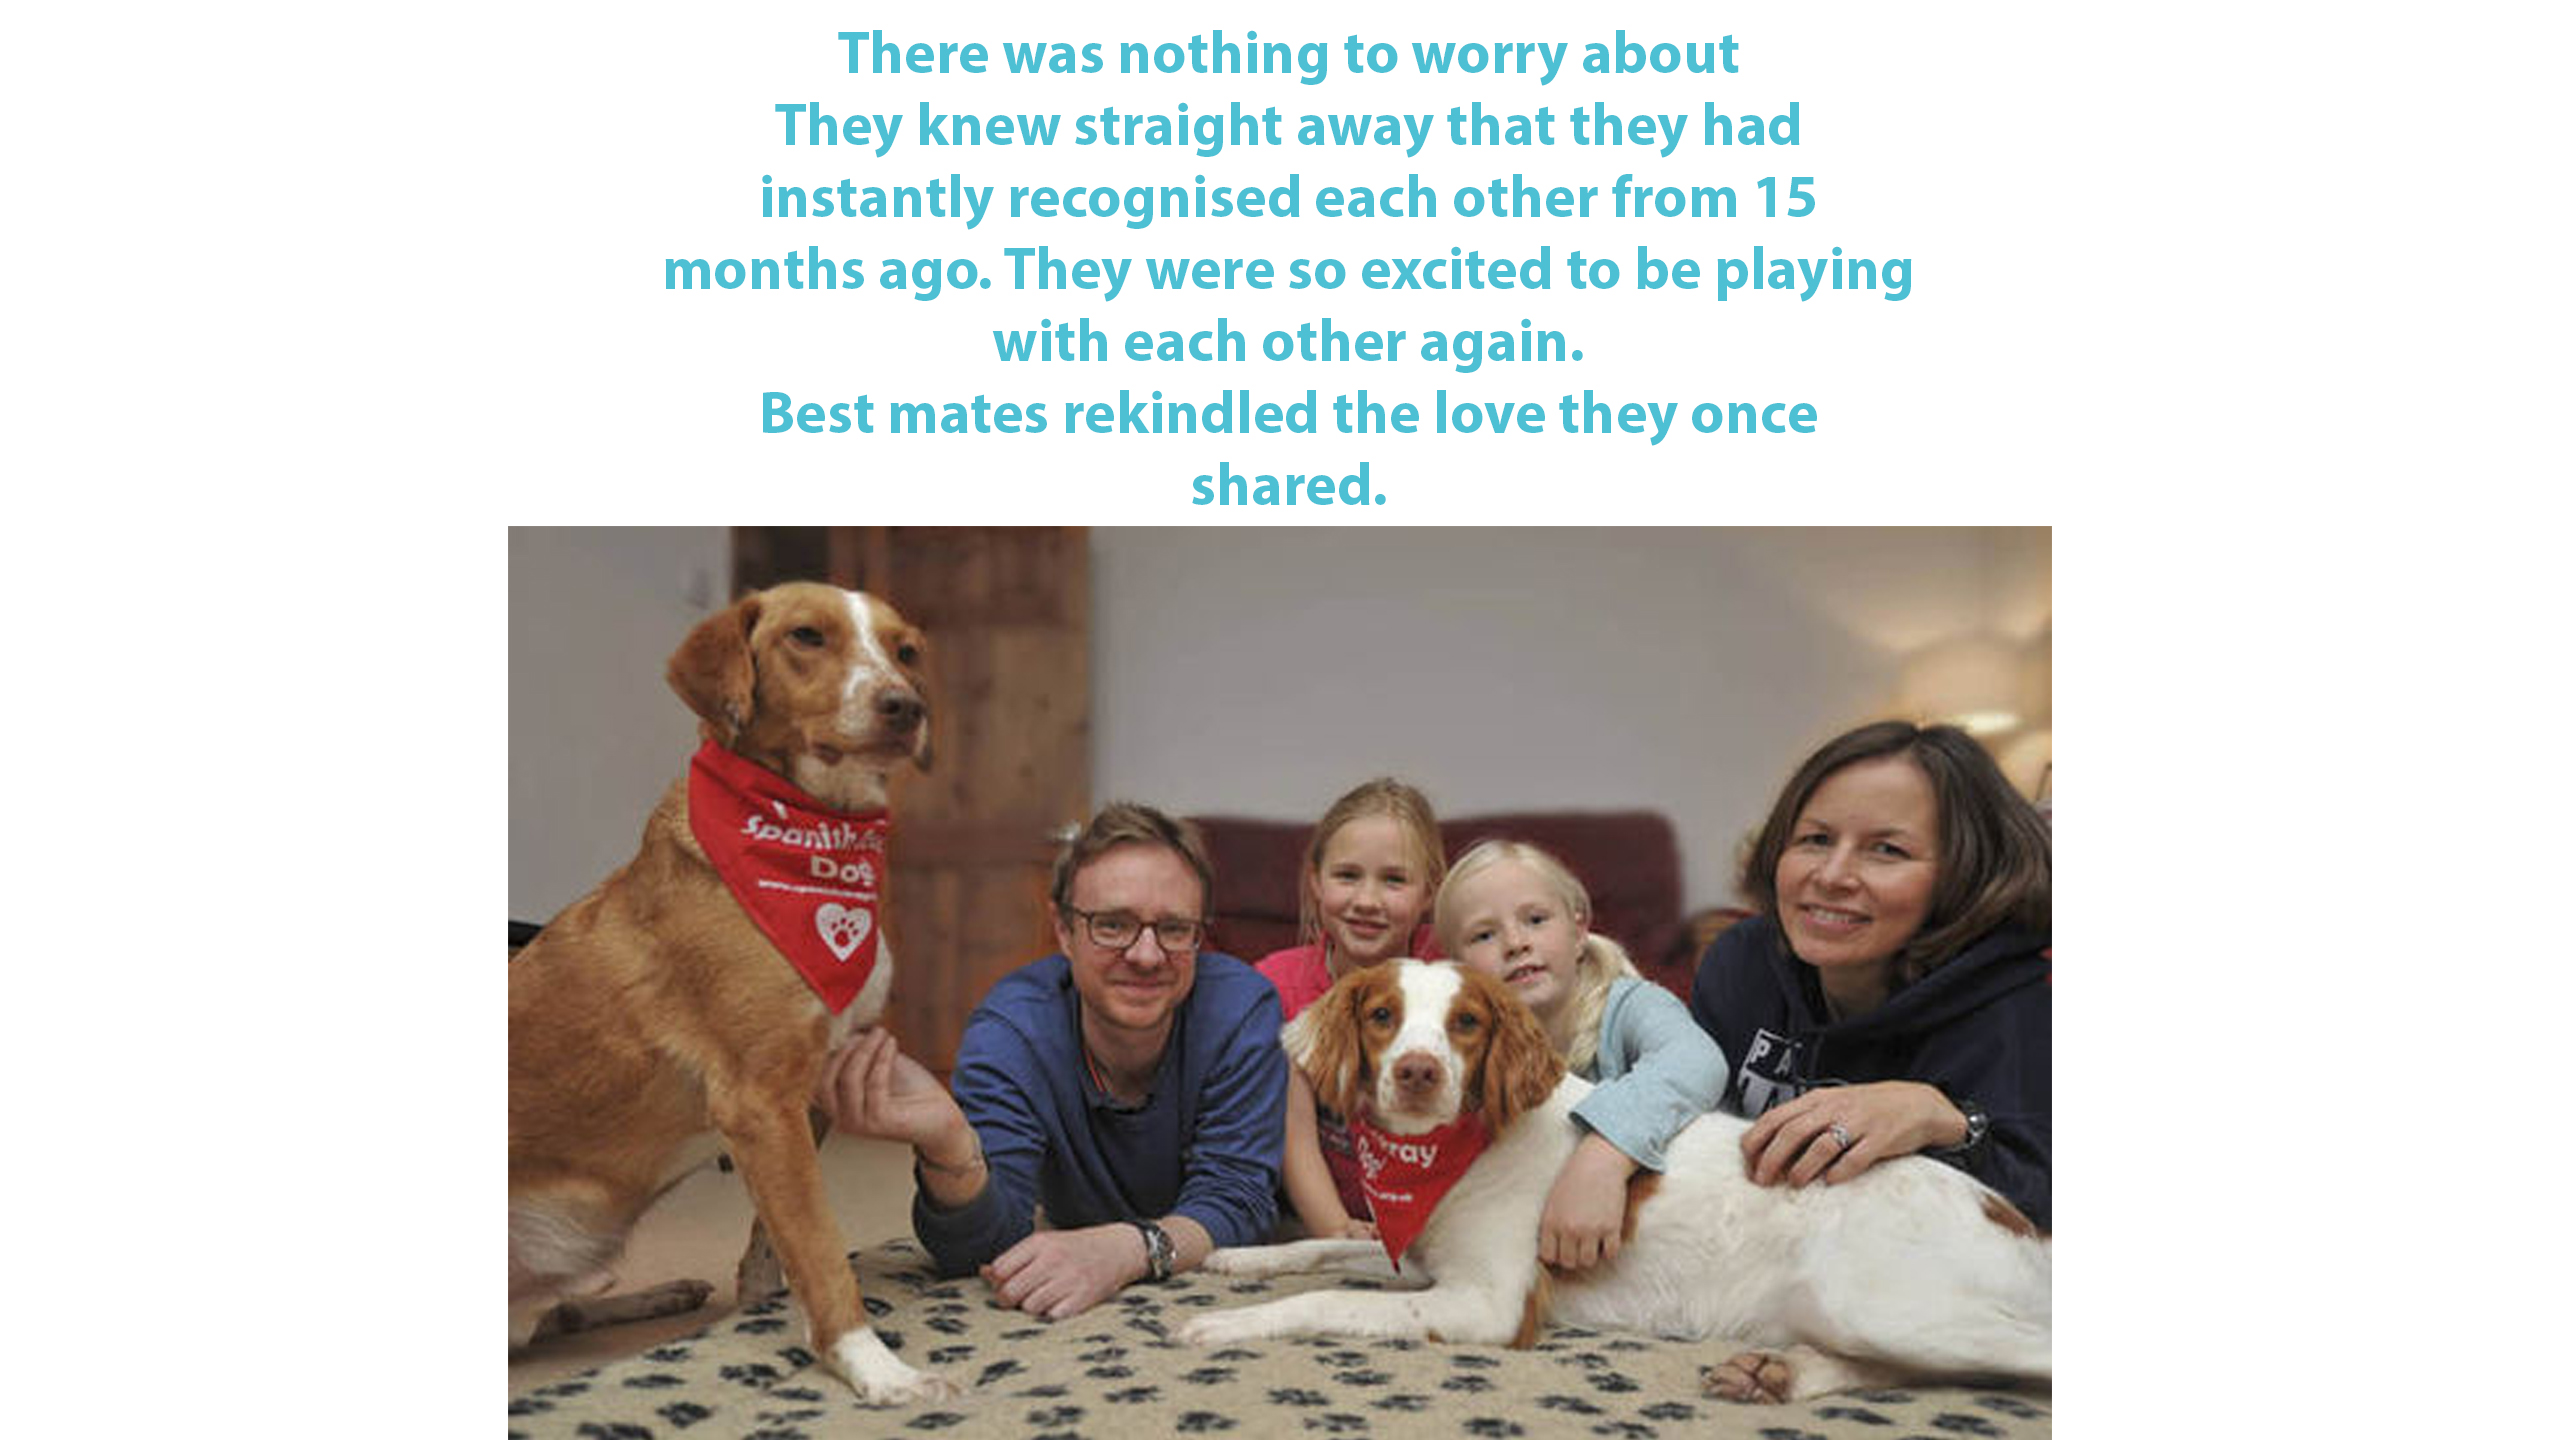 There was nothing to worry about
They knew straight away that they had
instantly recognised each other from 15
months ago. They were so excited to be playing
with each other again.
Best mates rekindled the love they once
shared.
Spanish
Dog